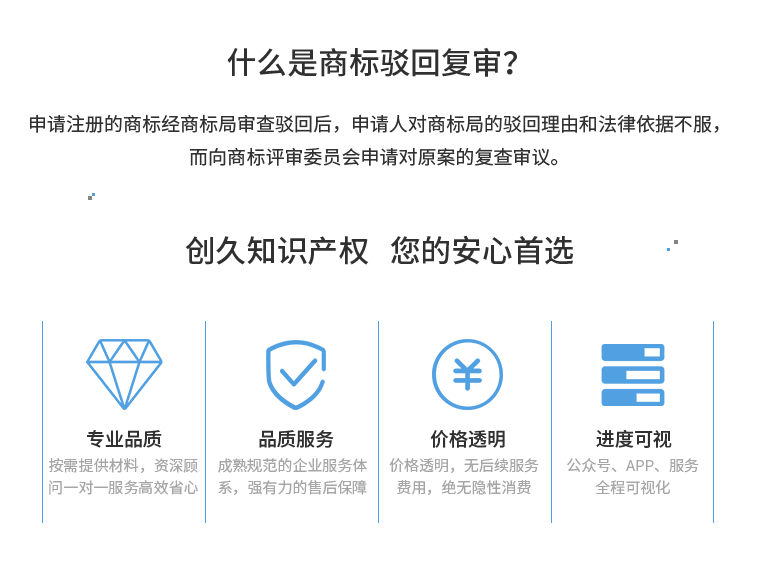 什么是商标驳回复审？
申请注册的商标经商标局审查驳回后，申请人对商标局的驳回理由和法律依据不服，
而向商标评审委员会申请对原案的复查审议。
创久知识产权 您的安心首选
专业品质
按需提供材料，资深顾
问一对一服务高效省心
品质服务
成熟规范的企业服务体
系，强有力的售后保障
价格透明
价格透明，无后续服务
费用，绝无隐性消费
进度可视
公众号、APP、服务
全程可视化